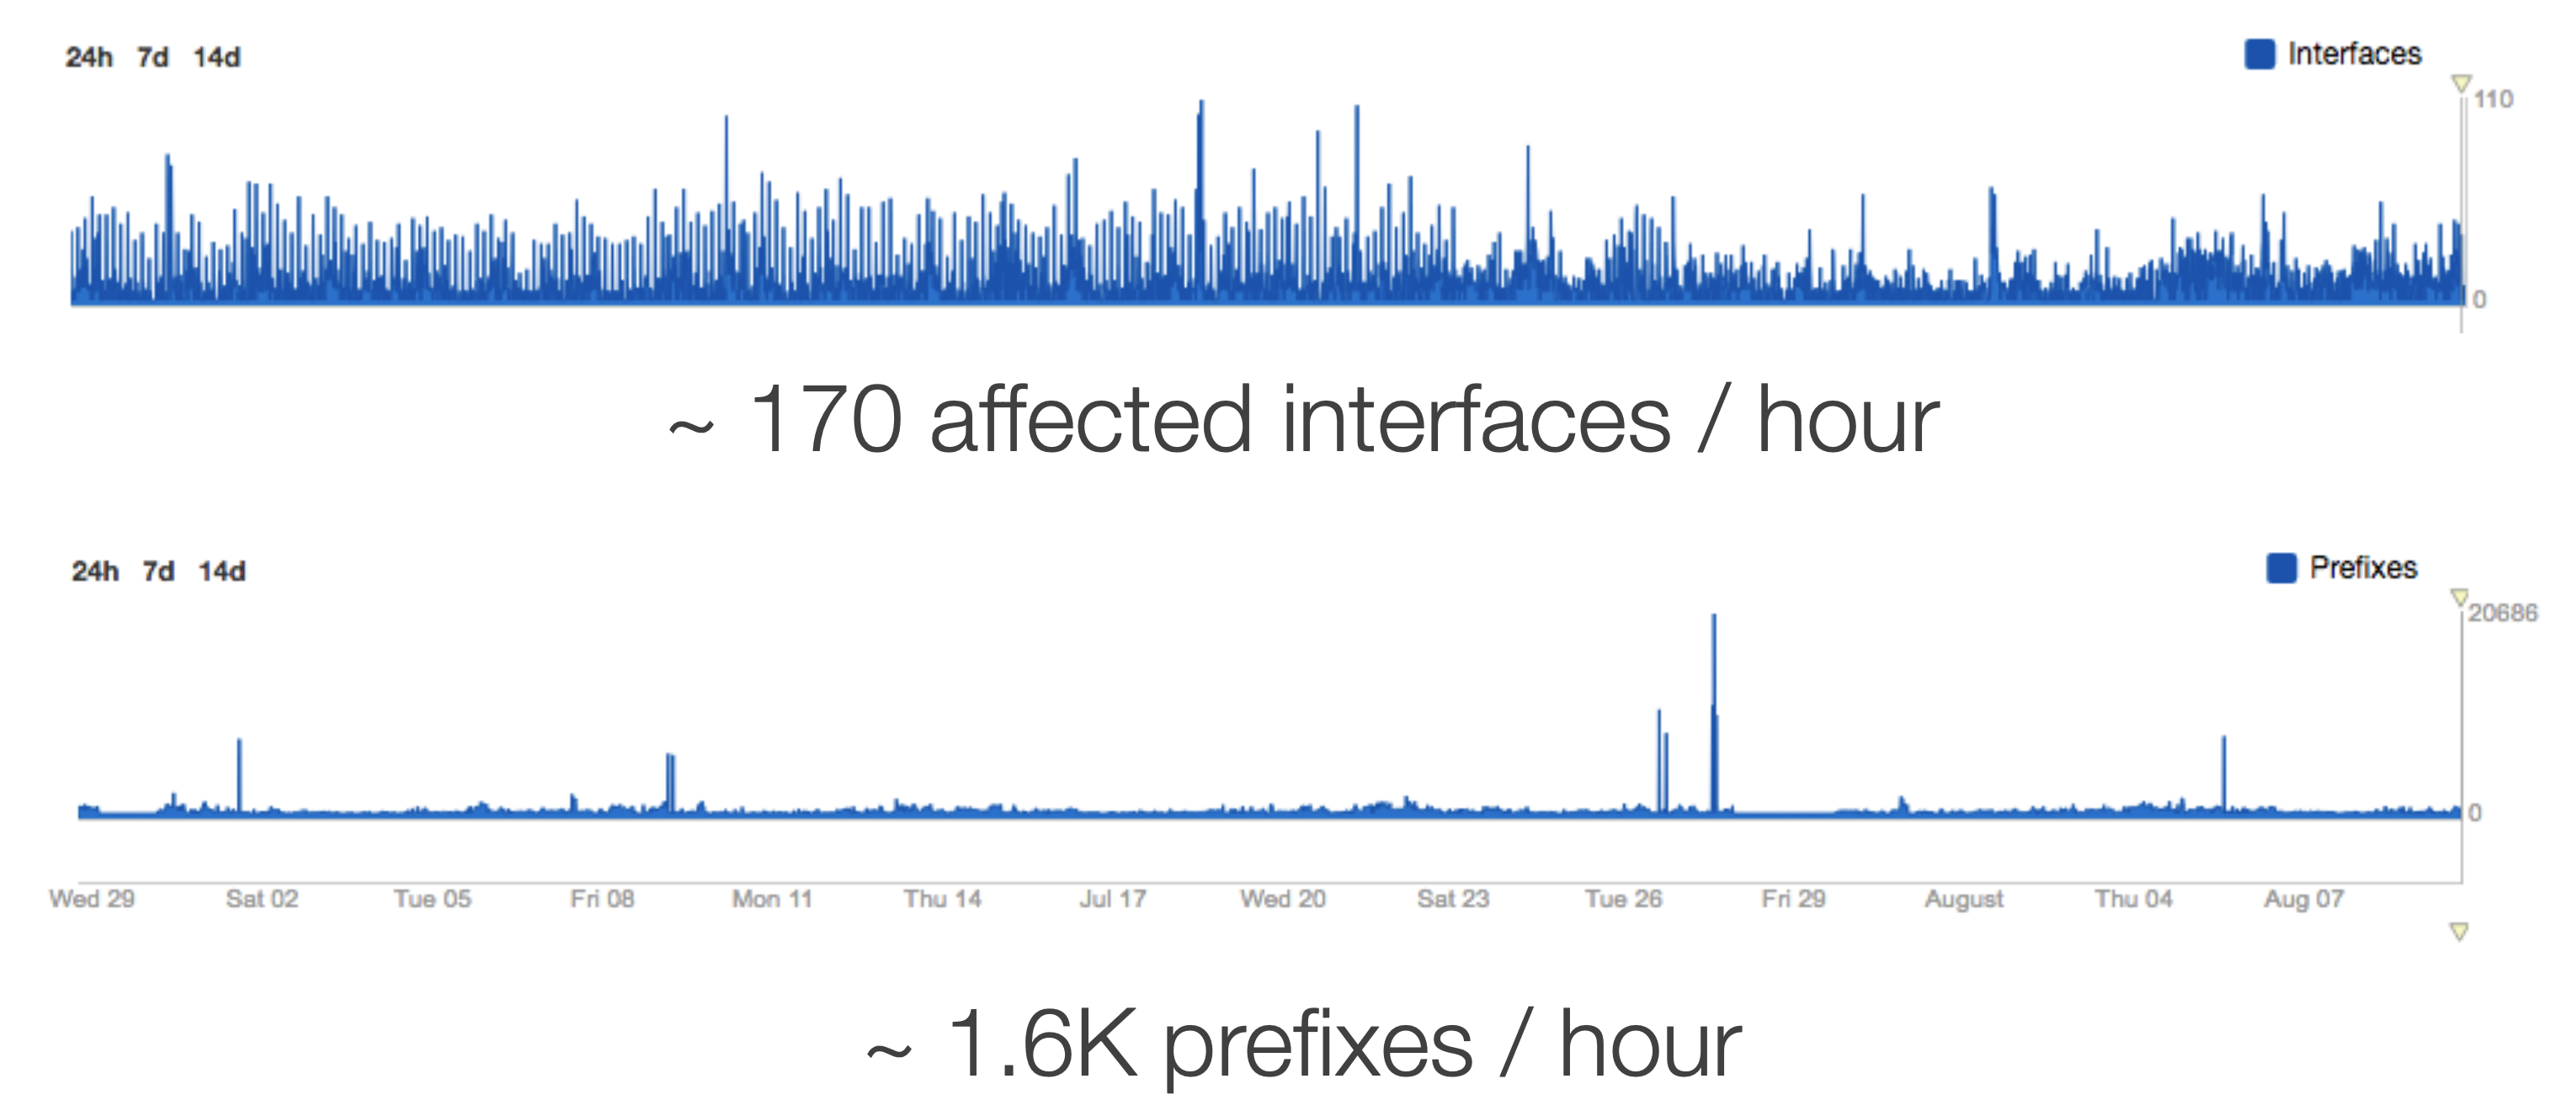 24h 7d 14d
Interfaces
110
0
~ 170 affected interfaces / hour
24h 7d 14d
Prefixes
20686
0
Wed 29 Sat 02 Tue 05 Fri 08 Mon 11 Thu 14 Jul 17 Wed 20 Sat 23 Tue 26 Fri 29 August Thu 04 Aug 07
~ 1.6K prefixes / hour